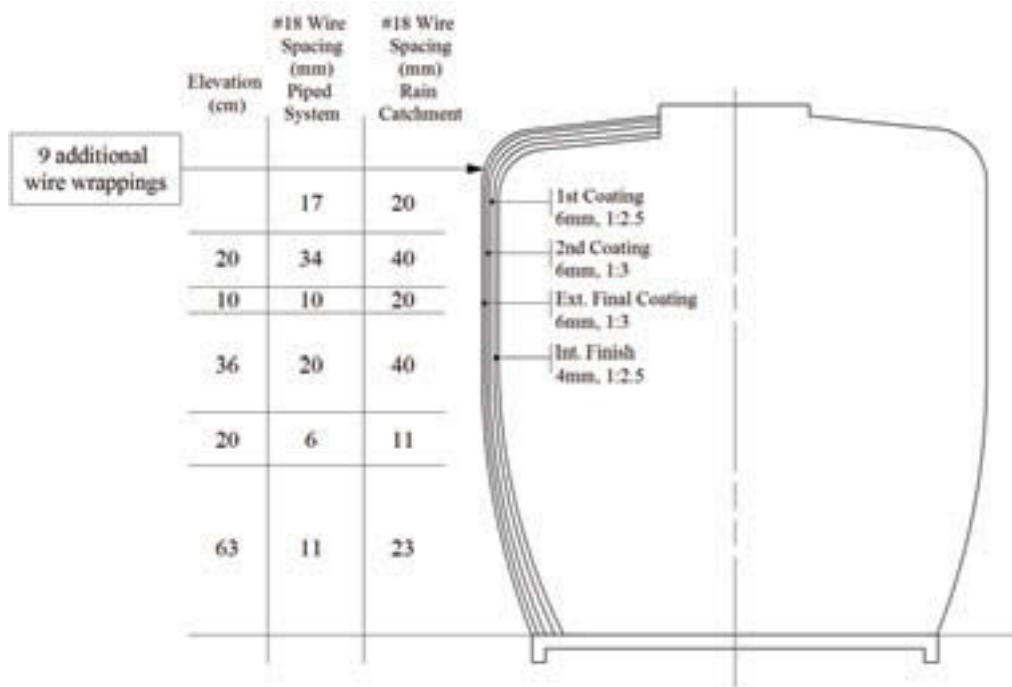 #18 Wire
Spacing
(mm)
Piped
System
#18 Wire
Spacing
(mm)
Rain
Catchment
Elevation
(cm)
9 additional
wire wrappings
17 20
20 34 40
10 10 20
36 20 40
20 6 11
63 11 23
1st Coating
6mm, 1:2.5
2nd Coating
6mm, 1:3
Ext. Final Coating
6mm, 1:3
Int. Finish
4mm, 1:2.5